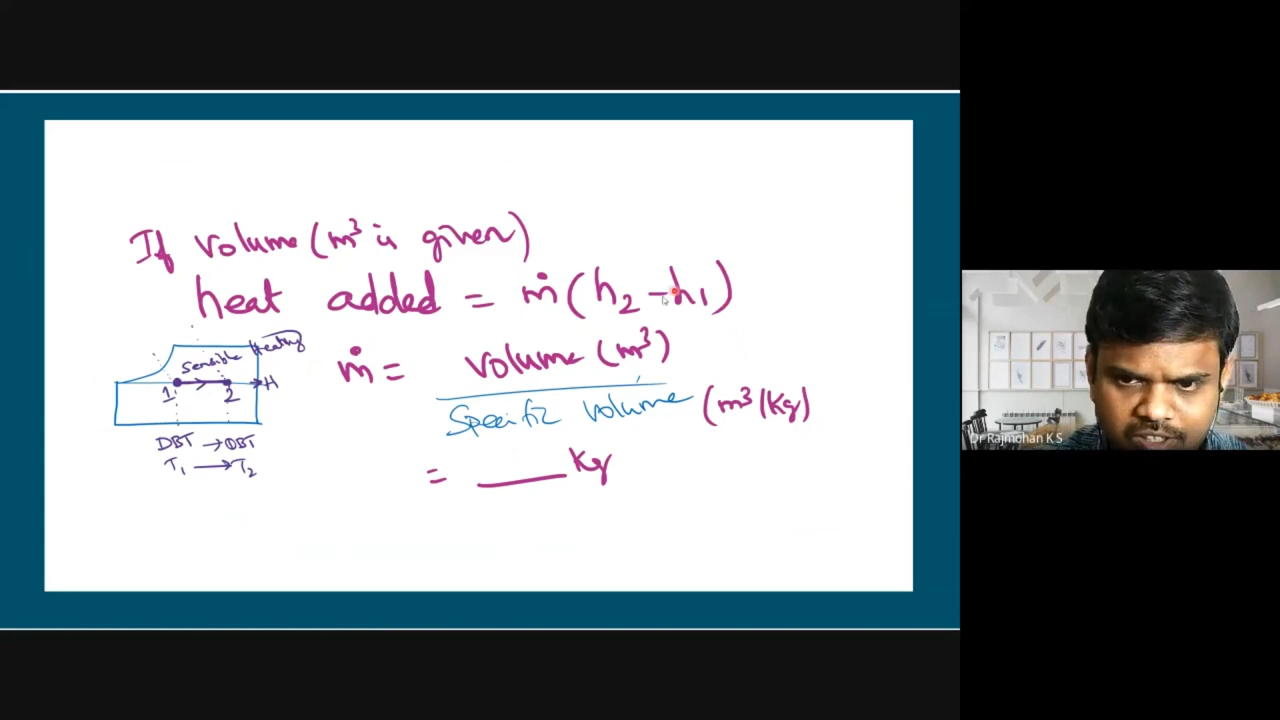 If volume (m³ is given)
heat added = ṁ (h₂ - h₁)
ṁ = volume (m³)
Specific volume (m³/kg)
= ____ kg
Sensible Heating
1 2 H
DBT → DBT
T₁ → T₂
Dr Rajmohan K S